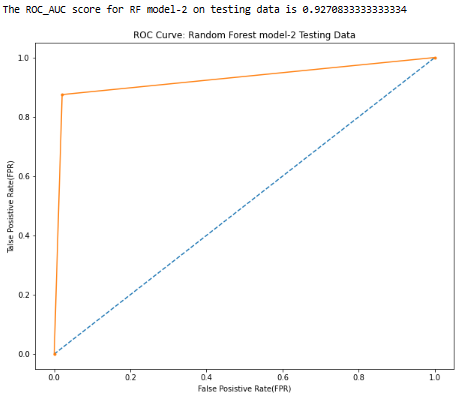 The ROC_AUC score for RF model-2 on testing data is 0.9270833333333334
ROC Curve: Random Forest model-2 Testing Data
1.0
0.8
0.6
0.4
0.2
0.0
Talse Posistive Rate(FPR)
0.0 0.2 0.4 0.6 0.8 1.0
False Posistive Rate(FPR)